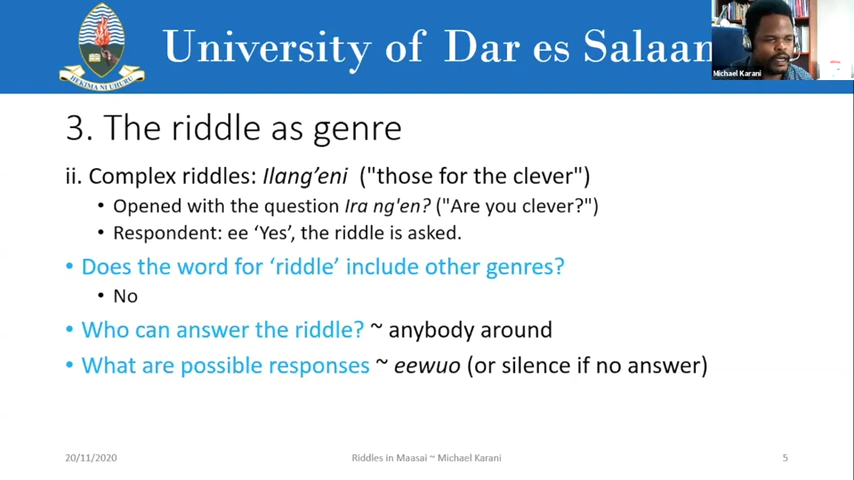 University of Dar es Salaam
HEKIMA NI UHURU
Michael Karani
3. The riddle as genre
ii. Complex riddles: Ilang’eni ("those for the clever")
• Opened with the question Ira ng'en? ("Are you clever?")
• Respondent: ee ‘Yes’, the riddle is asked.
• Does the word for ‘riddle’ include other genres?
• No
• Who can answer the riddle? ~ anybody around
• What are possible responses ~ eewuo (or silence if no answer)
20/11/2020
Riddles in Maasai ~ Michael Karani
5